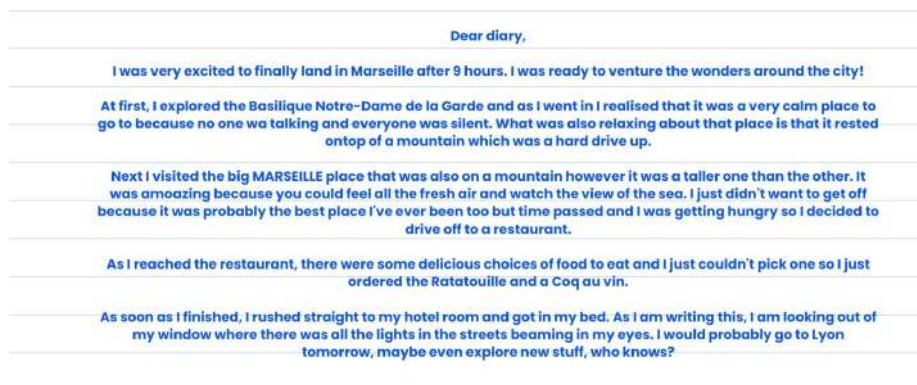 Dear diary,
I was very excited to finally land in Marseille after 9 hours. I was ready to venture the wonders around the city!
At first, I explored the Basilique Notre-Dame de la Garde and as I went in I realised that it was a very calm place to
go to because no one wa talking and everyone was silent. What was also relaxing about that place is that it rested
ontop of a mountain which was a hard drive up.
Next I visited the big MARSEILLE place that was also on a mountain however it was a taller one than the other. It
was amoazing because you could feel all the fresh air and watch the view of the sea. I just didn't want to get off
because it was probably the best place I've ever been too but time passed and I was getting hungry so I decided to
drive off to a restaurant.
As I reached the restaurant, there were some delicious choices of food to eat and I just couldn't pick one so I just
ordered the Ratatouille and a Coq au vin.
As soon as I finished, I rushed straight to my hotel room and got in my bed. As I am writing this, I am looking out of
my window where there was all the lights in the streets beaming in my eyes. I would probably go to Lyon
tomorrow, maybe even explore new stuff, who knows?